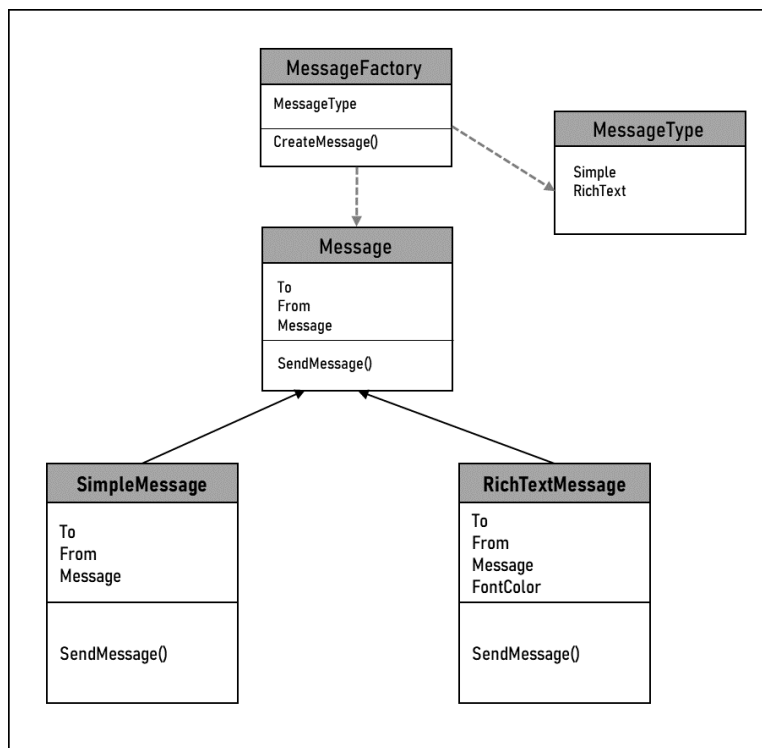 MessageFactory
MessageType
CreateMessage()
MessageType
Simple
RichText
Message
To
From
Message
SendMessage()
SimpleMessage
To
From
Message
SendMessage()
RichTextMessage
To
From
Message
FontColor
SendMessage()